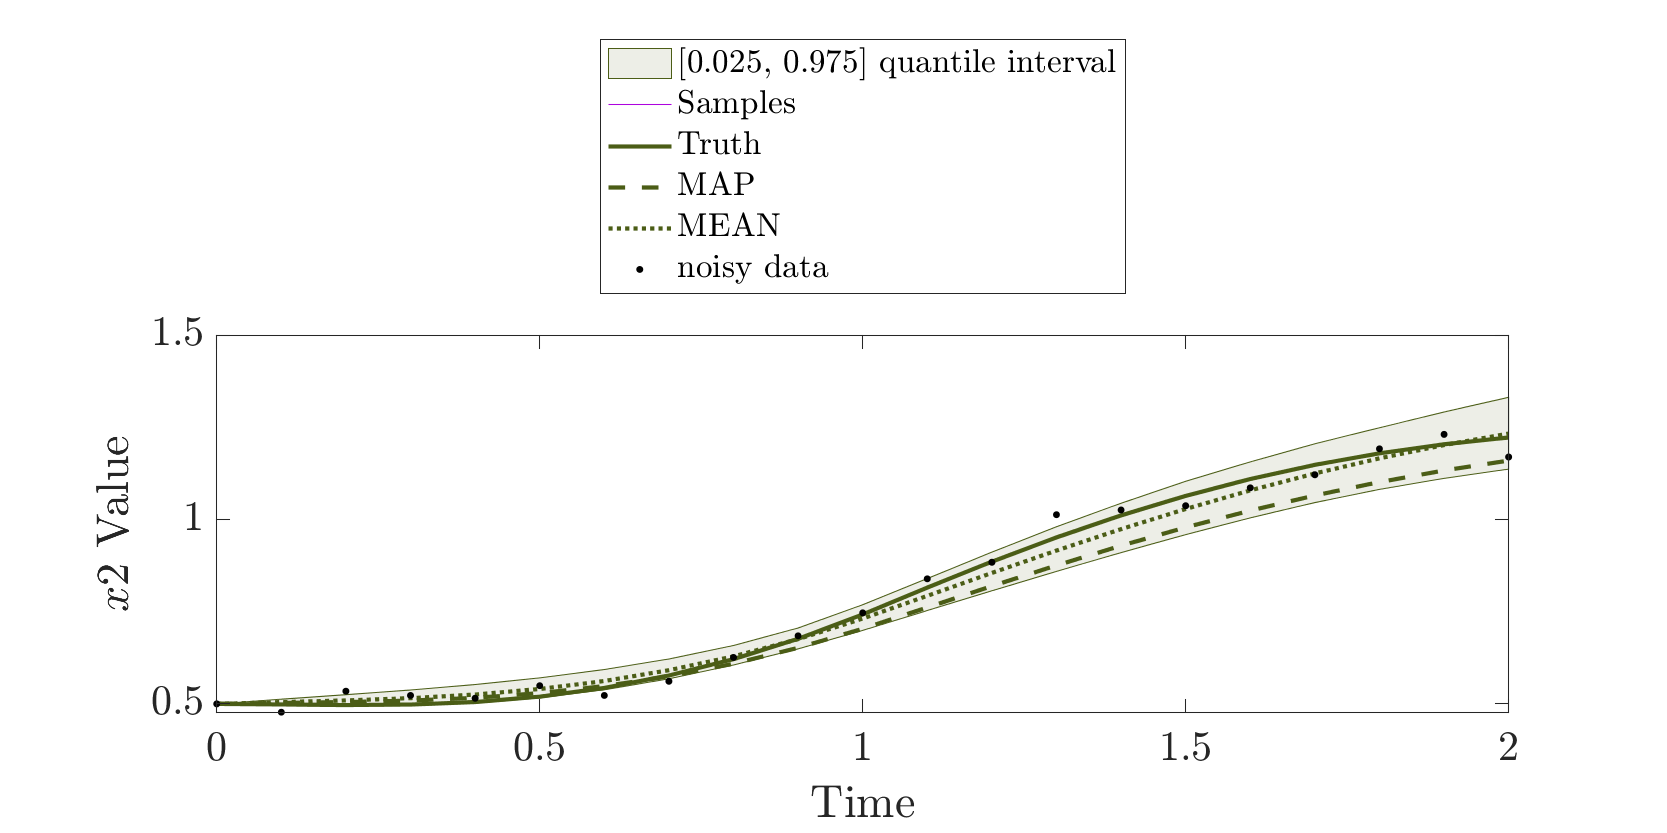 [0.025, 0.975] quantile interval
Samples
Truth
MAP
MEAN
noisy data
1.5
1
0.5
x2 Value
0 0.5 1 1.5 2
Time